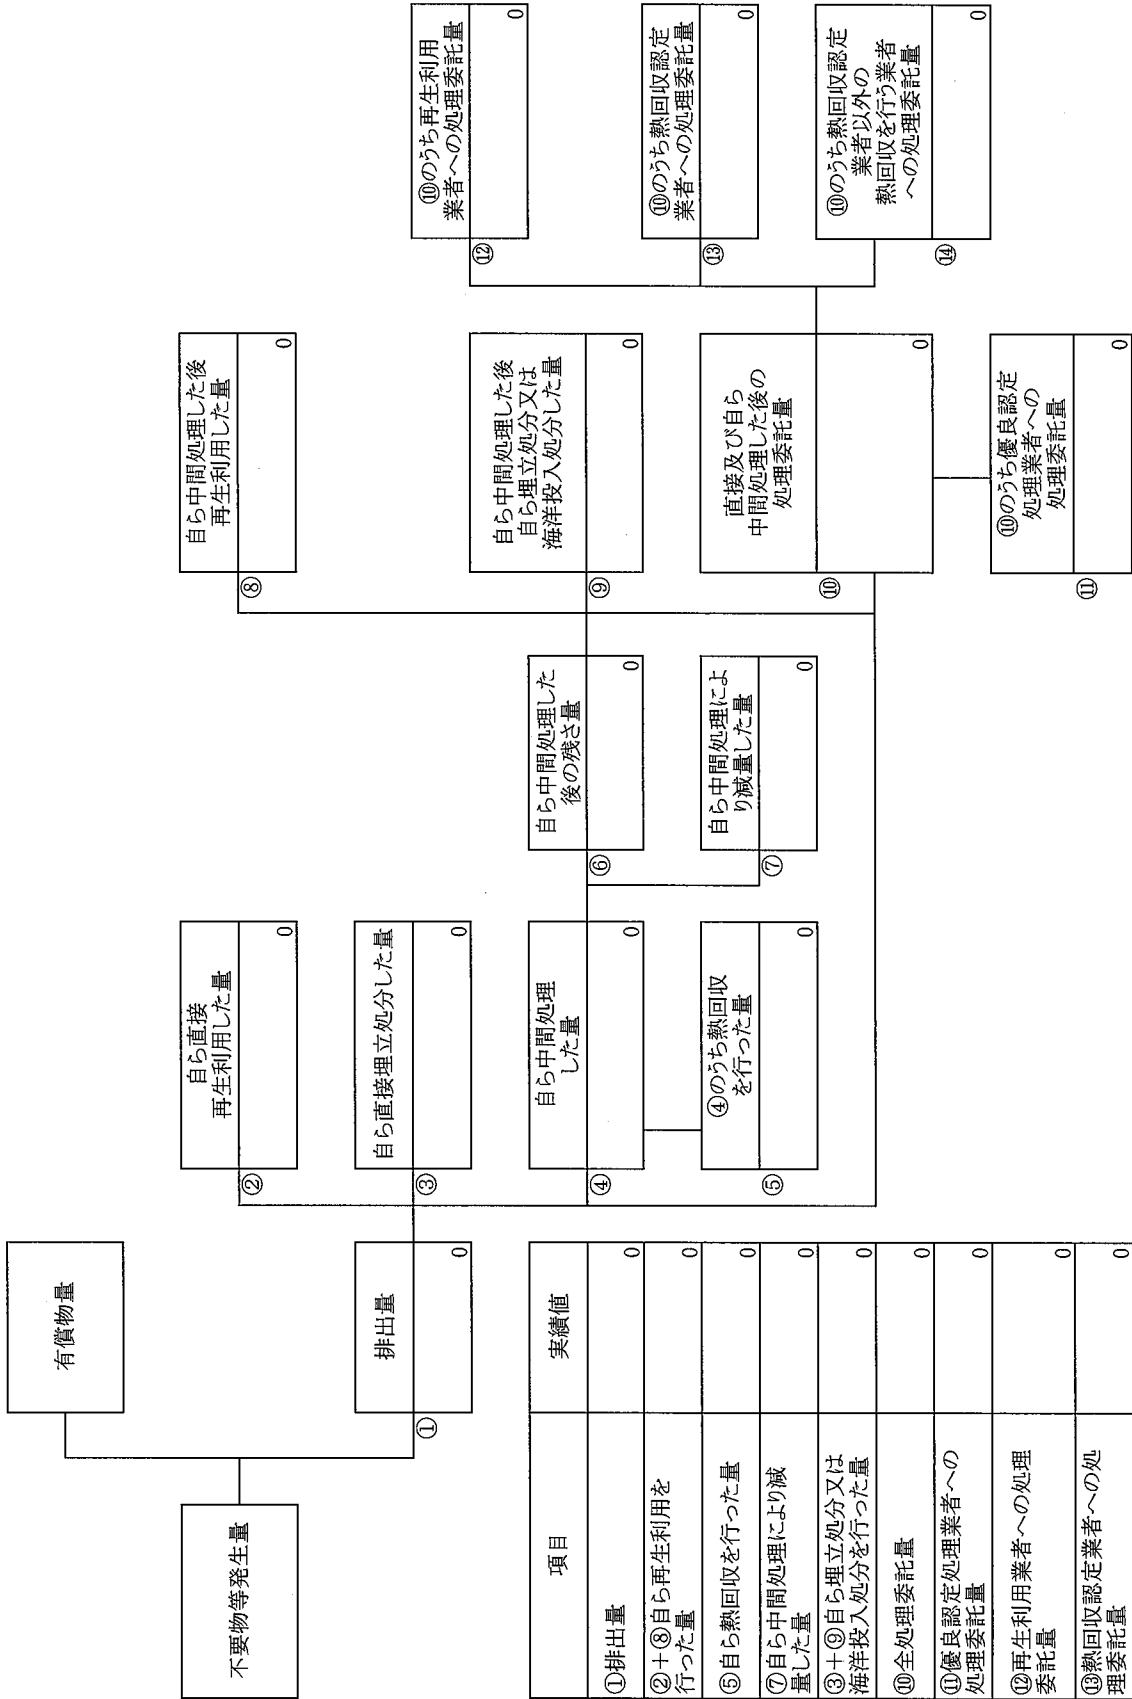 不要物等発生量
有償物量
①
排出量
0
②
自ら直接
再生利用した量
0
③
自ら直接埋立処分した量
0
④
自ら中間処理
した量
0
⑤
④のうち熱回収
を行った量
0
⑥
自ら中間処理した
後の残さ量
0
⑦
自ら中間処理によ
り減量した量
0
⑧
自ら中間処理した後
再生利用した量
0
⑨
自ら中間処理した後
自ら埋立処分又は
海洋投入処分した量
0
⑩
直接及び自ら
中間処理した後の
処理委託量
0
⑪
⑩のうち優良認定
処理業者への
処理委託量
0
⑫
⑩のうち再生利用
業者への処理委託量
0
⑬
⑩のうち熱回収認定
業者への処理委託量
0
⑭
⑩のうち熱回収認定
業者以外の
熱回収を行う業者
への処理委託量
0
項目 実績値
①排出量 0
②＋⑧自ら再生利用を
行った量 0
⑤自ら熱回収を行った量 0
⑦自ら中間処理により減
量した量 0
③＋⑨自ら埋立処分又は
海洋投入処分を行った量 0
⑩全処理委託量 0
⑪優良認定処理業者への
処理委託量 0
⑫再生利用業者への処理
委託量 0
⑬熱回収認定業者への処
理委託量 0